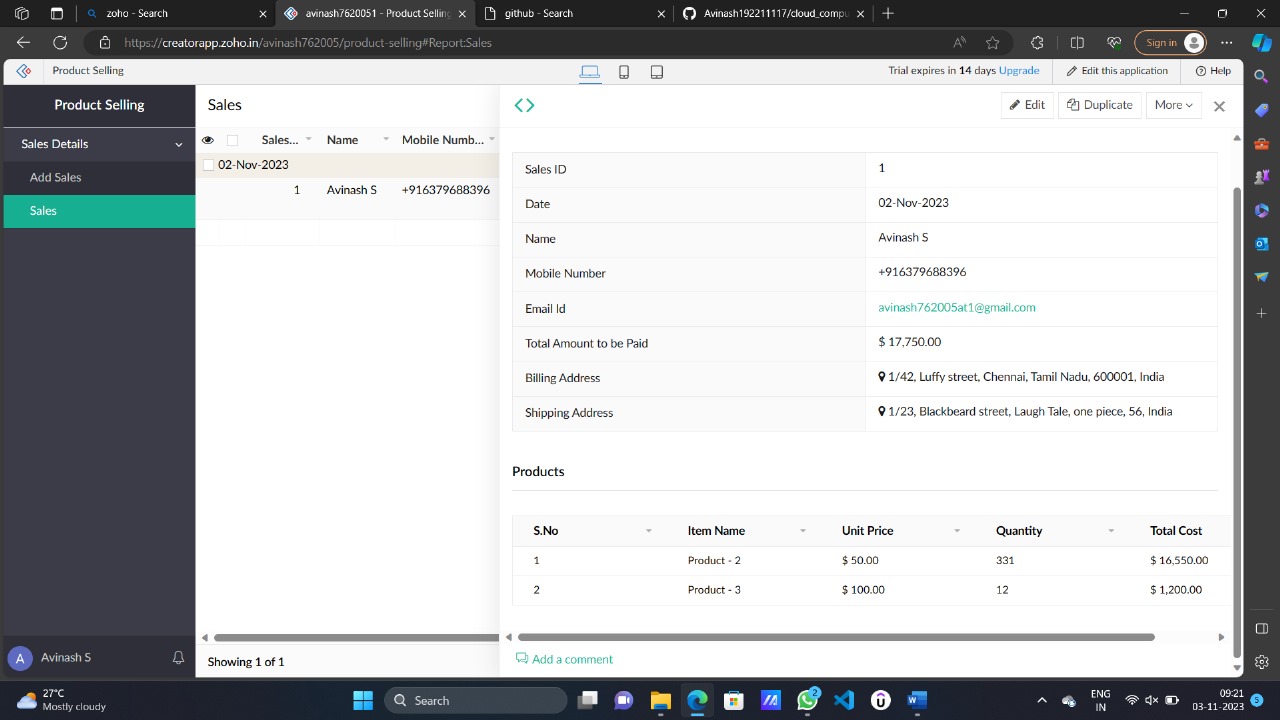 zoho - Search
avinash7620051 - Product Selling
github - Search
Avinash192211117/cloud_compu
https://creatorapp.zoho.in/avinash762005/product-selling#Report:Sales
Sign in
Product Selling
Trial expires in 14 days Upgrade
Edit this application
Help
Product Selling
Sales Details
Add Sales
Sales
Avinash S
Sales
Sales... Name Mobile Numb...
02-Nov-2023
1 Avinash S +916379688396
Showing 1 of 1
Edit Duplicate More
Sales ID 1
Date 02-Nov-2023
Name Avinash S
Mobile Number +916379688396
Email Id avinash762005at1@gmail.com
Total Amount to be Paid $ 17,750.00
Billing Address 1/42, Luffy street, Chennai, Tamil Nadu, 600001, India
Shipping Address 1/23, Blackbeard street, Laugh Tale, one piece, 56, India
Products
S.No Item Name Unit Price Quantity Total Cost
1 Product - 2 $ 50.00 331 $ 16,550.00
2 Product - 3 $ 100.00 12 $ 1,200.00
Add a comment
27°C
Mostly cloudy
Search
2
ENG
IN
09:21
03-11-2023
5